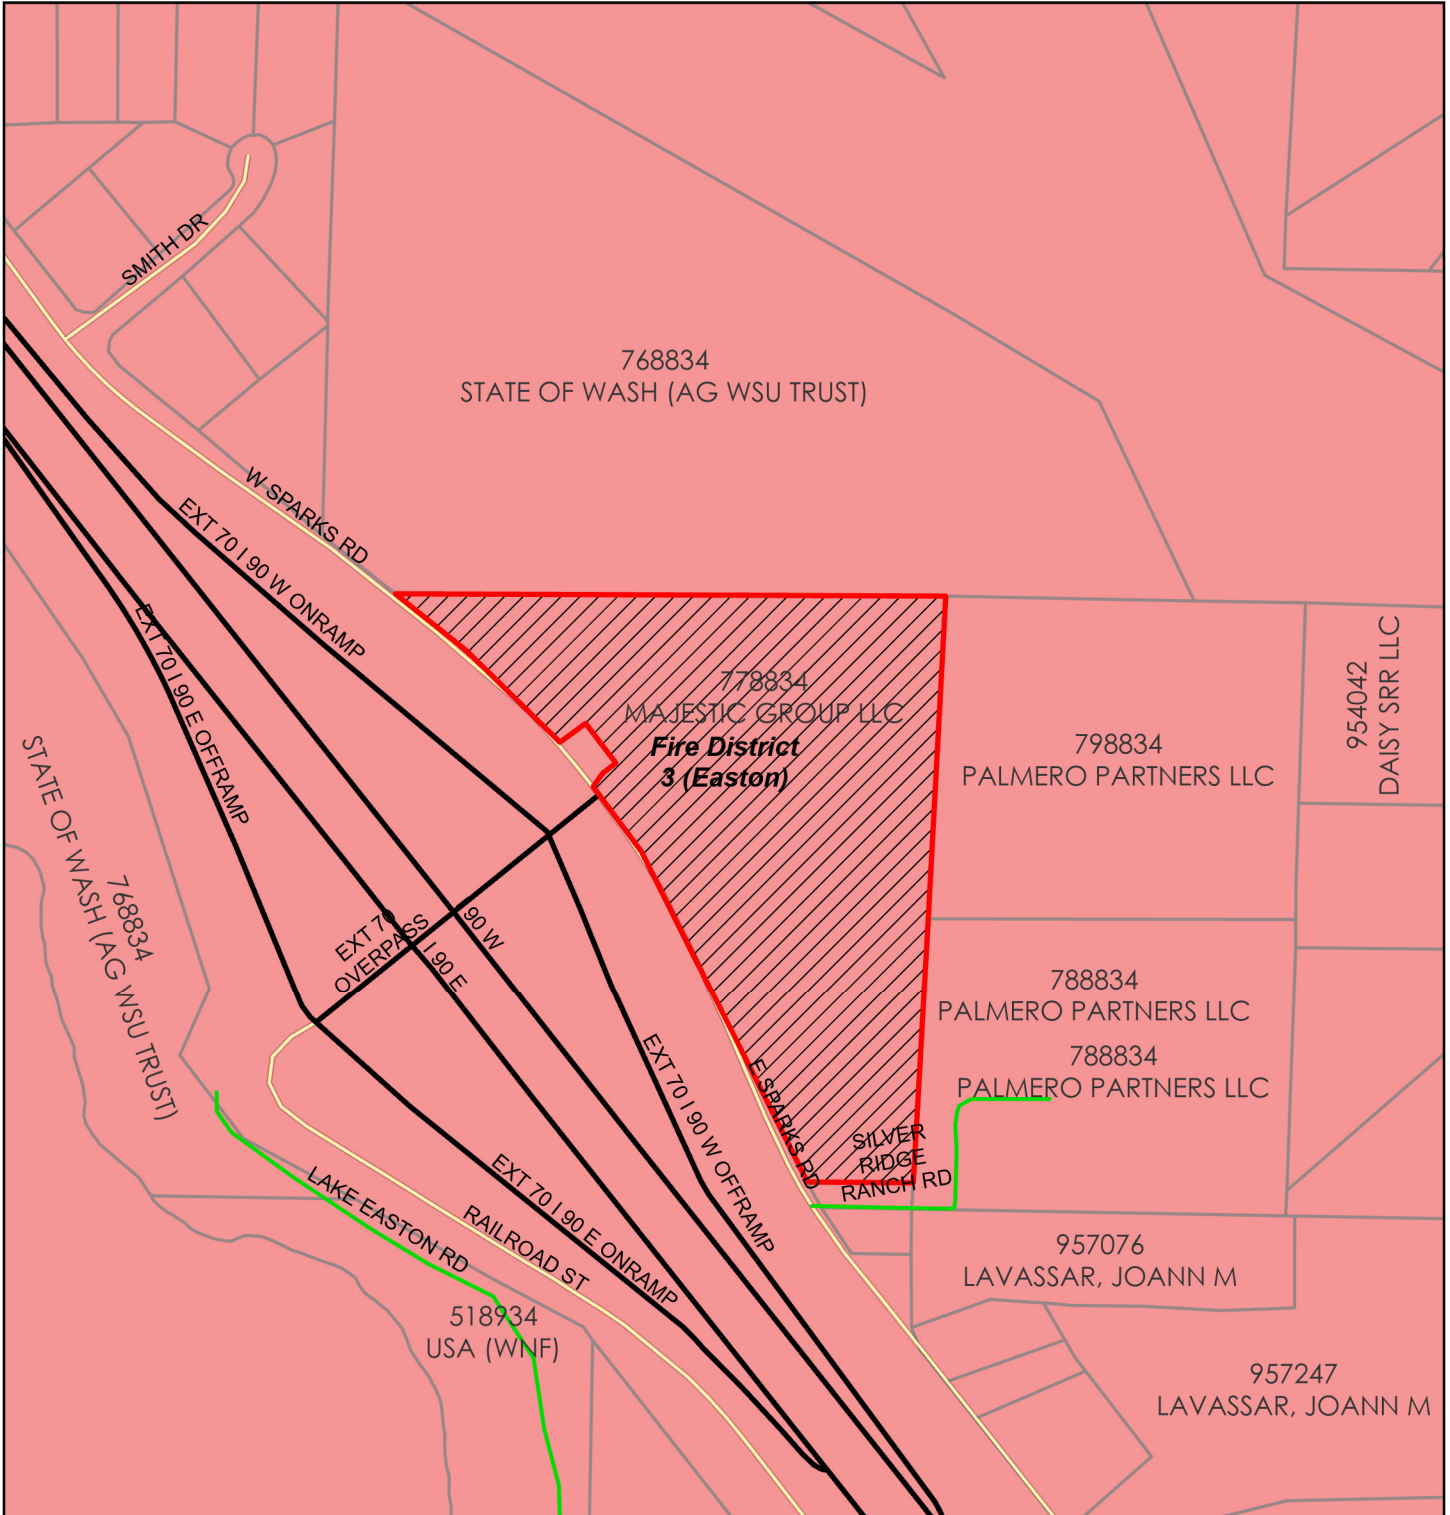 SMITH DR
768834
STATE OF WASH (AG WSU TRUST)
W SPARKS RD
EXT 70 I 90 W ONRAMP
EXT 70 I 90 E OFFRAMP
778834
MAJESTIC GROUP LLC
Fire District
3 (Easton)
798834
PALMERO PARTNERS LLC
954042
DAISY SRR LLC
768834
STATE OF WASH (AG WSU TRUST)
EXT 70
OVERPASS
90 W
I 90 E
788834
PALMERO PARTNERS LLC
788834
PALMERO PARTNERS LLC
EXT 70 I 90 W OFFRAMP
E SPARKS RD
SILVER
RIDGE
RANCH RD
LAKE EASTON RD
RAILROAD ST
EXT 70 I 90 E ONRAMP
957076
LAVASSAR, JOANN M
518934
USA (WNF)
957247
LAVASSAR, JOANN M